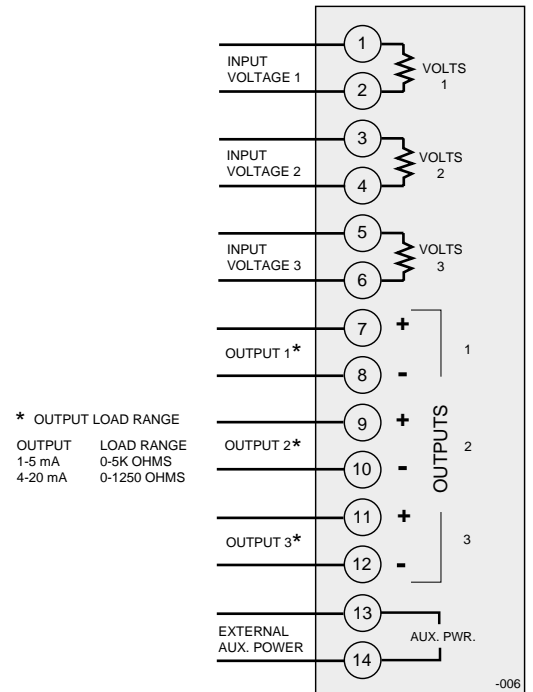 1
INPUT
VOLTAGE 1
2
VOLTS
1
3
INPUT
VOLTAGE 2
4
VOLTS
2
5
INPUT
VOLTAGE 3
6
VOLTS
3
7 +
OUTPUT 1*
8 -
1
9 +
OUTPUT 2*
10 -
2
OUTPUTS
11 +
OUTPUT 3*
12 -
3
* OUTPUT LOAD RANGE
OUTPUT LOAD RANGE
1-5 mA 0-5K OHMS
4-20 mA 0-1250 OHMS
13
EXTERNAL
AUX. POWER
14
AUX. PWR.
-006